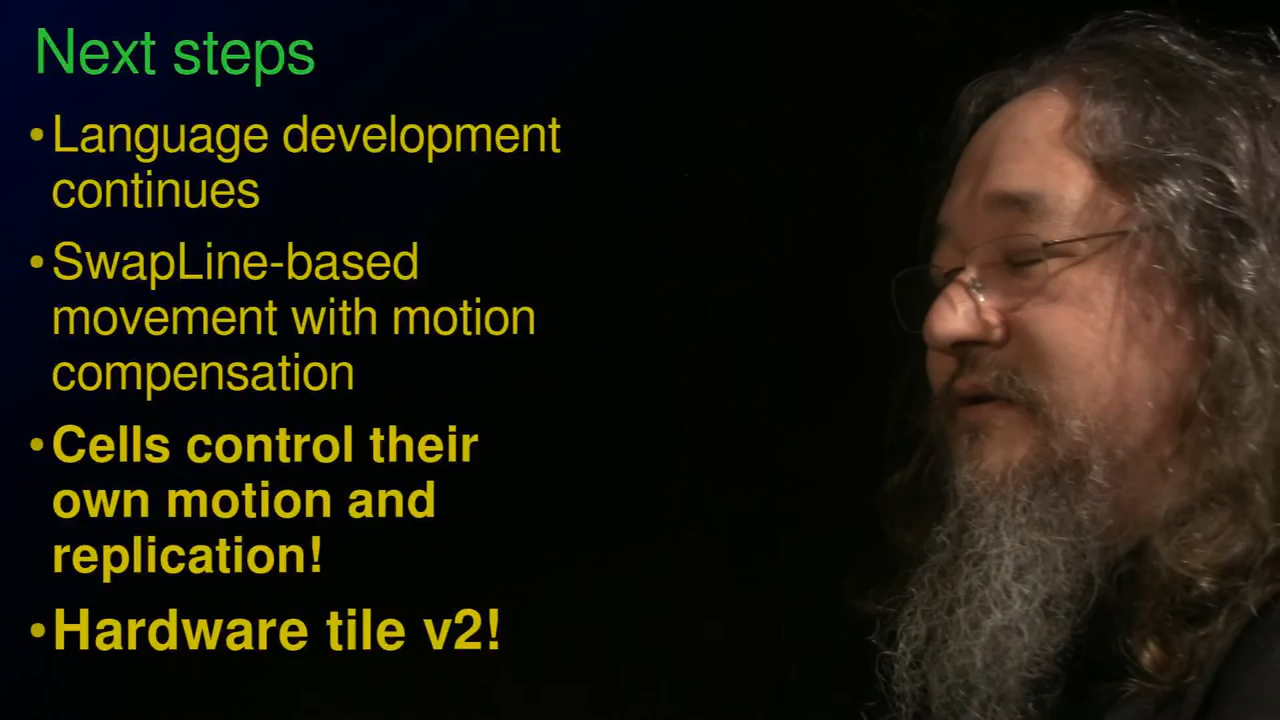 Next steps
•Language development
continues
•SwapLine-based
movement with motion
compensation
•Cells control their
own motion and
replication!
•Hardware tile v2!